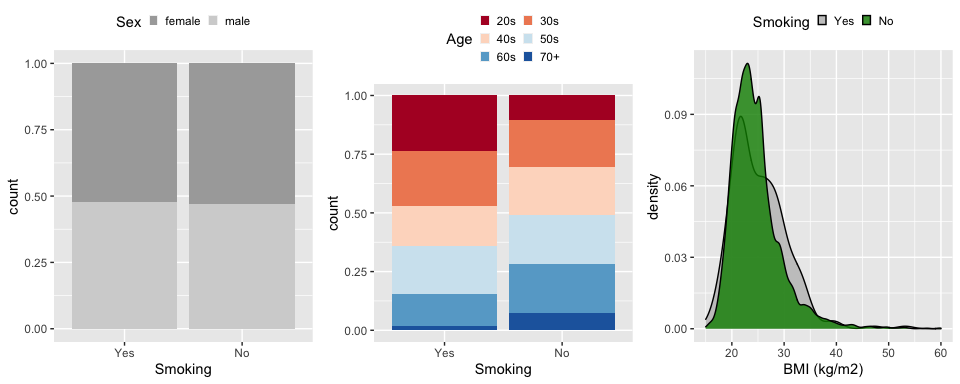 Sex female male
1.00
0.75
0.50
0.25
0.00
count
Yes No
Smoking
Age 20s 30s
40s 50s
60s 70+
1.00
0.75
0.50
0.25
0.00
count
Yes No
Smoking
Smoking Yes No
0.09
0.06
0.03
0.00
density
20 30 40 50 60
BMI (kg/m2)